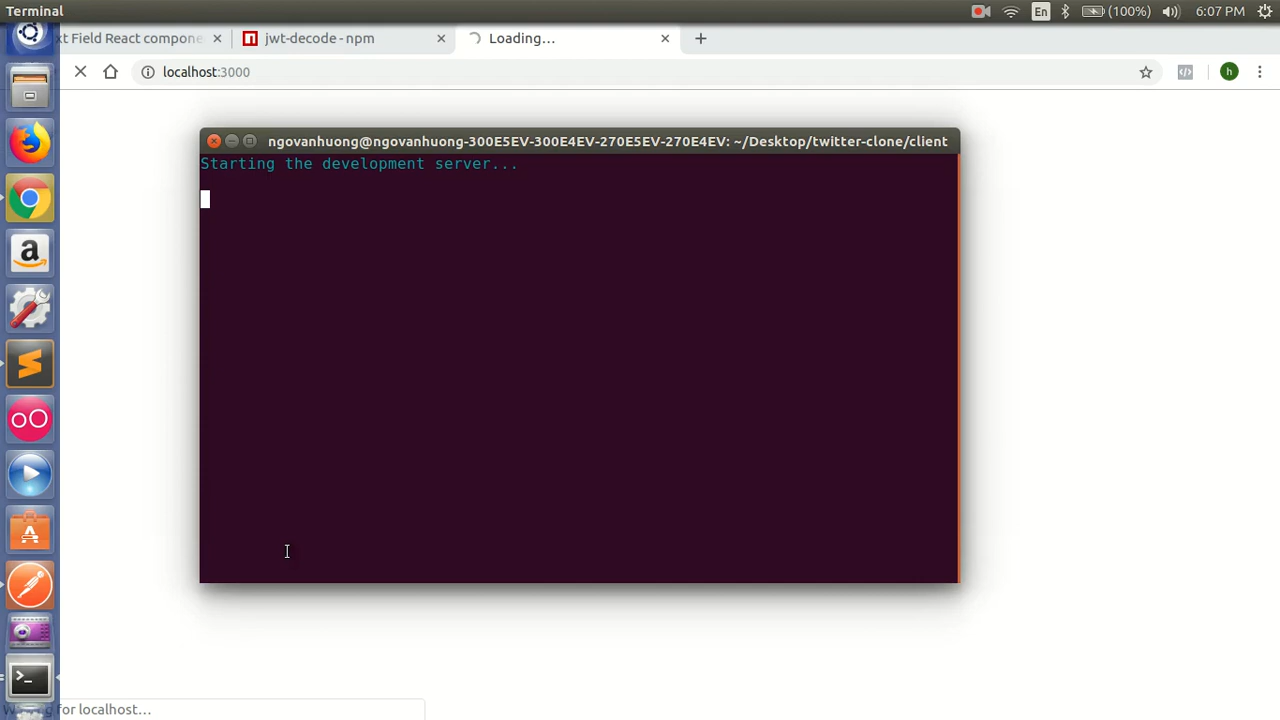 Terminal
En
(100%)
6:07 PM
xt Field React compone
jwt-decode - npm
Loading…
localhost:3000
h
ngovanhuong@ngovanhuong-300E5EV-300E4EV-270E5EV-270E4EV: ~/Desktop/twitter-clone/client
Starting the development server...
for localhost…